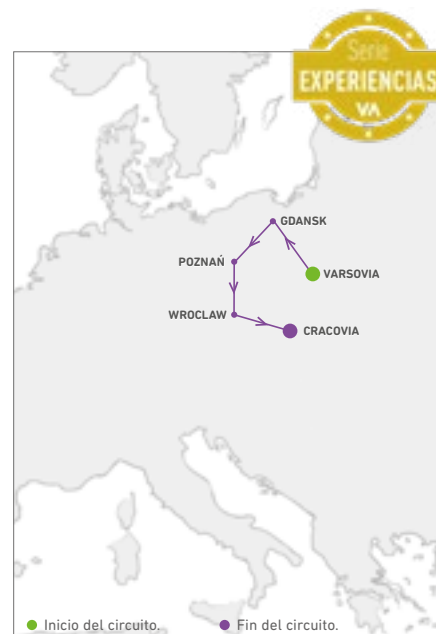 Serie
EXPERIENCIAS
VA
GDANSK
POZNAŃ
VARSOVIA
WROCLAW
CRACOVIA
Inicio del circuito.
Fin del circuito.